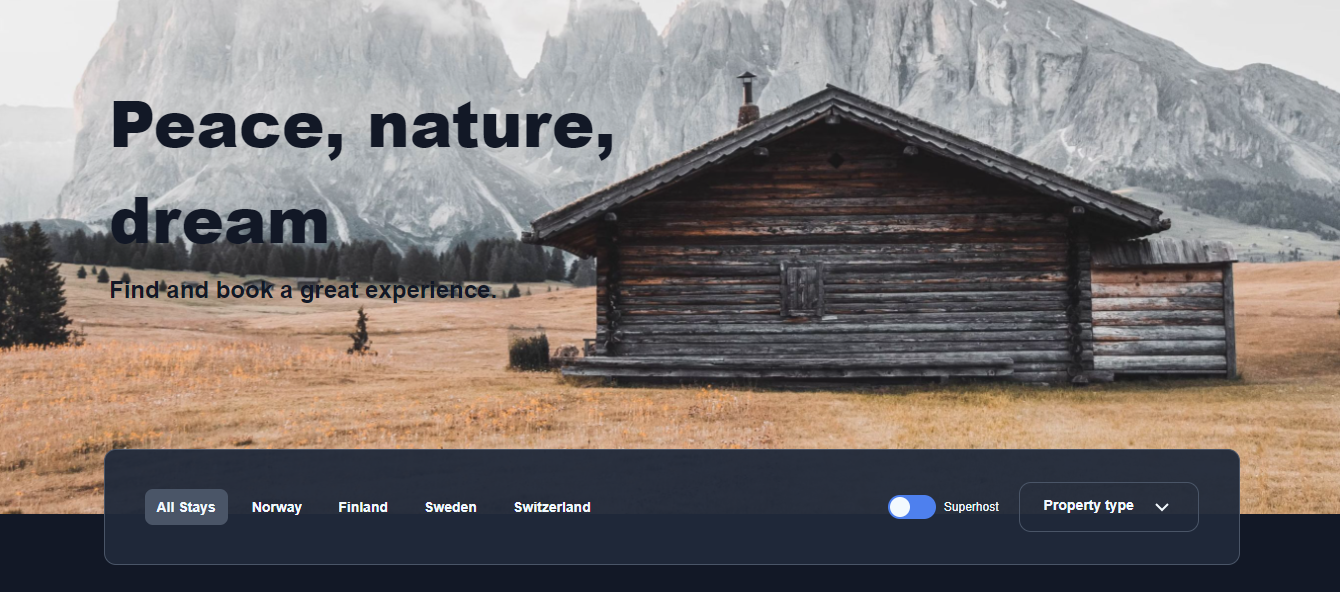 Peace, nature,
dream
Find and book a great experience.
All Stays
Norway
Finland
Sweden
Switzerland
Superhost
Property type